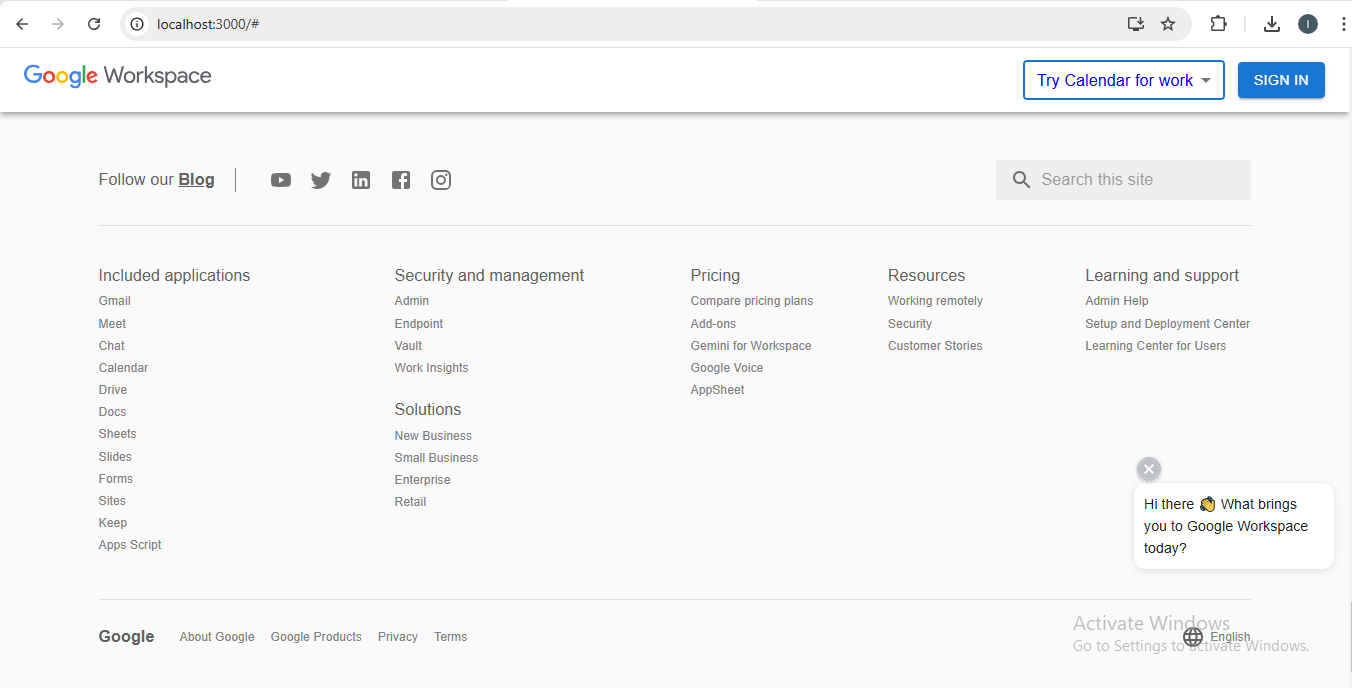 localhost:3000/#
Google Workspace
Try Calendar for work
SIGN IN
Follow our Blog
Search this site
Included applications
Gmail
Meet
Chat
Calendar
Drive
Docs
Sheets
Slides
Forms
Sites
Keep
Apps Script
Security and management
Admin
Endpoint
Vault
Work Insights
Solutions
New Business
Small Business
Enterprise
Retail
Pricing
Compare pricing plans
Add-ons
Gemini for Workspace
Google Voice
AppSheet
Resources
Working remotely
Security
Customer Stories
Learning and support
Admin Help
Setup and Deployment Center
Learning Center for Users
Hi there 👏 What brings
you to Google Workspace
today?
Google
About Google
Google Products
Privacy
Terms
English
Activate Windows
Go to Settings to activate Windows.